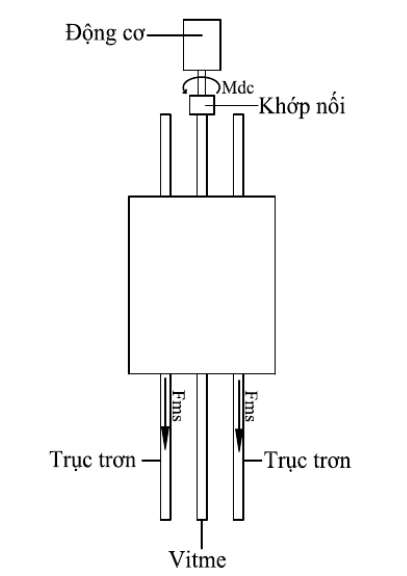 Động cơ
Mdc
Khớp nối
Fms
Fms
Trục trơn
Trục trơn
Vitme